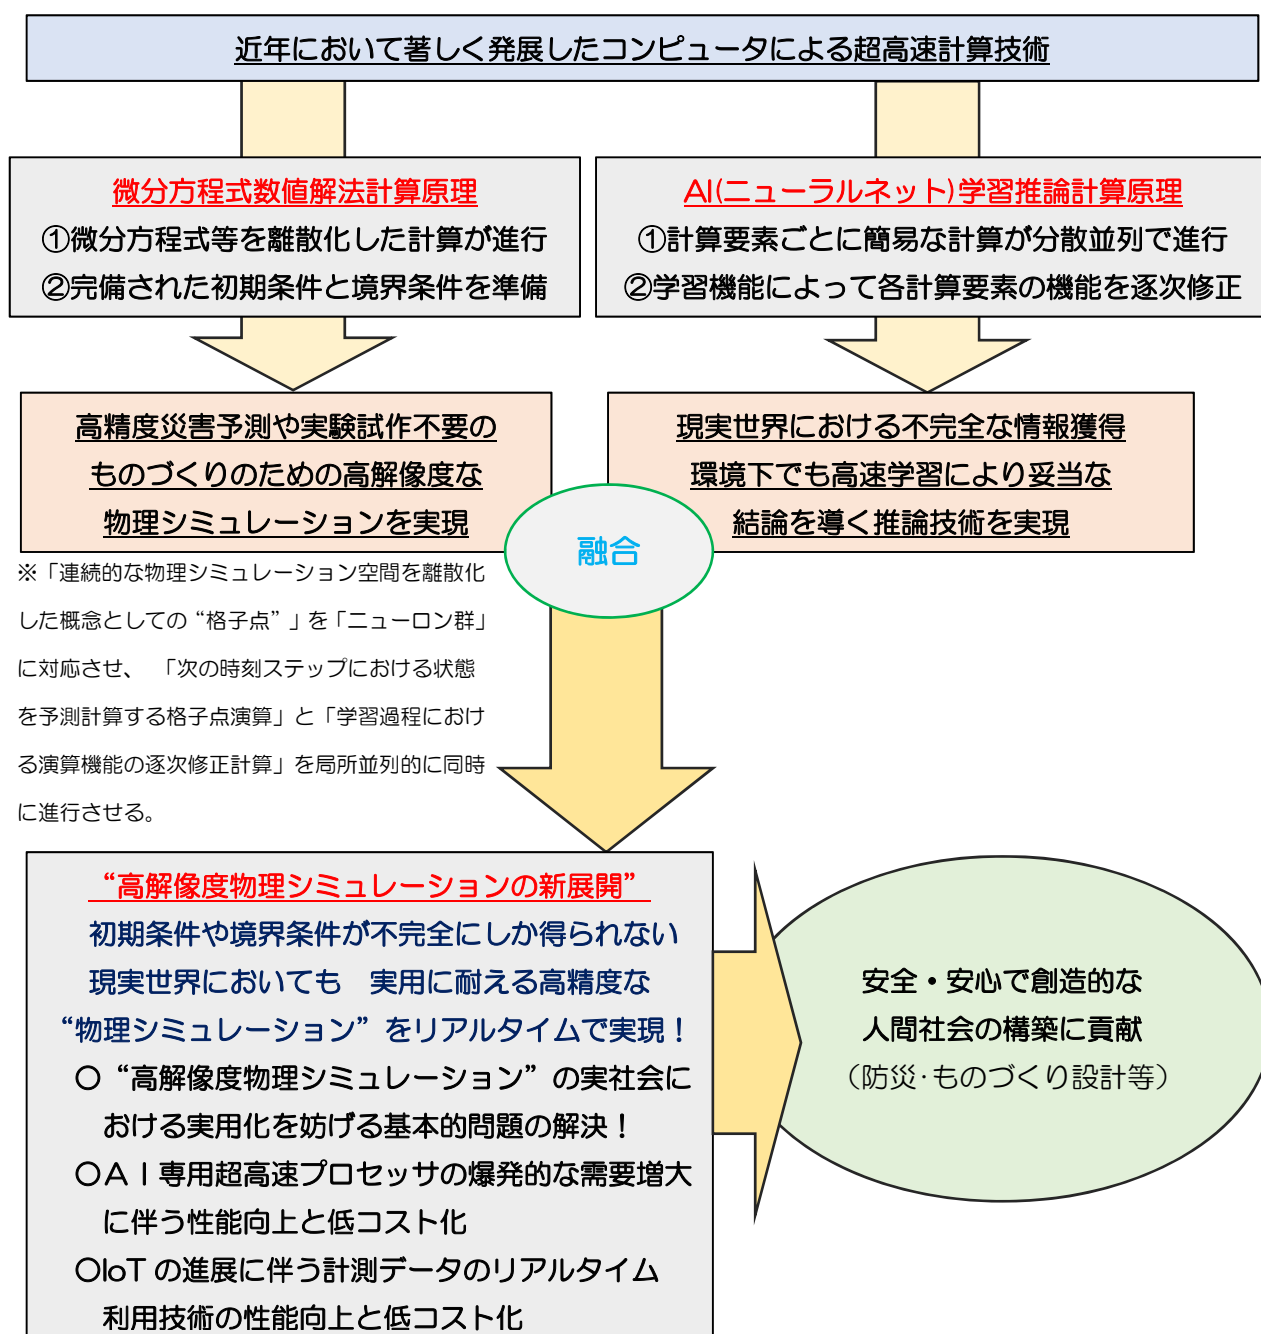 近年において著しく発展したコンピュータによる超高速計算技術
微分方程式数値解法計算原理
①微分方程式等を離散化した計算が進行
②完備された初期条件と境界条件を準備
AI(ニューラルネット)学習推論計算原理
①計算要素ごとに簡易な計算が分散並列で進行
②学習機能によって各計算要素の機能を逐次修正
高精度災害予測や実験試作不要の
ものづくりのための高解像度な
物理シミュレーションを実現
現実世界における不完全な情報獲得
環境下でも高速学習により妥当な
結論を導く推論技術を実現
融合
※「連続的な物理シミュレーション空間を離散化
した概念としての“格子点”」を「ニューロン群」
に対応させ、 「次の時刻ステップにおける状態
を予測計算する格子点演算」と「学習過程におけ
る演算機能の逐次修正計算」を局所並列的に同時
に進行させる。
“高解像度物理シミュレーションの新展開”
初期条件や境界条件が不完全にしか得られない
現実世界においても　実用に耐える高精度な
“物理シミュレーション”をリアルタイムで実現！
〇“高解像度物理シミュレーション”の実社会に
おける実用化を妨げる基本的問題の解決！
〇ＡＩ専用超高速プロセッサの爆発的な需要増大
に伴う性能向上と低コスト化
〇IoT の進展に伴う計測データのリアルタイム
利用技術の性能向上と低コスト化
安全・安心で創造的な
人間社会の構築に貢献
（防災･ものづくり設計等）